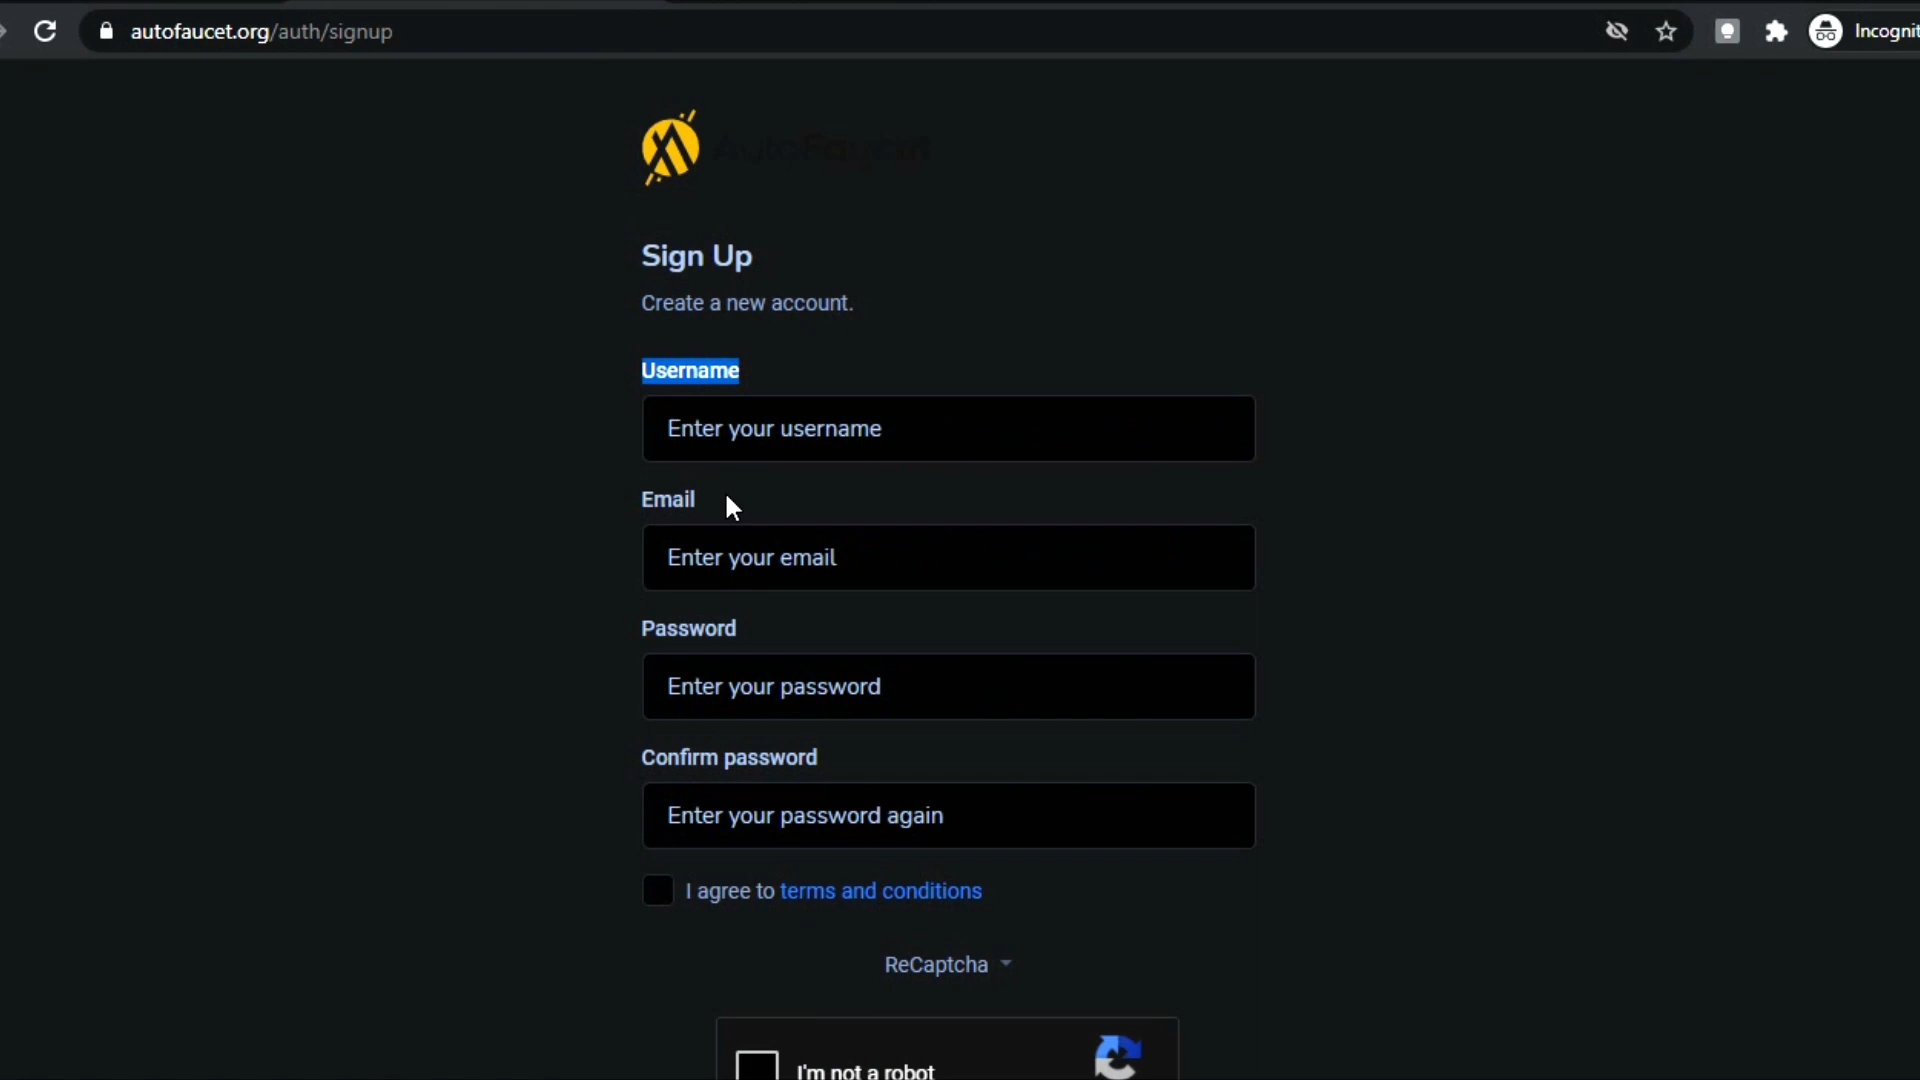 autofaucet.org/auth/signup
Incognit
AutoFaucet
Sign Up
Create a new account.
Username
Enter your username
Email
Enter your email
Password
Enter your password
Confirm password
Enter your password again
I agree to terms and conditions
ReCaptcha
I'm not a robot